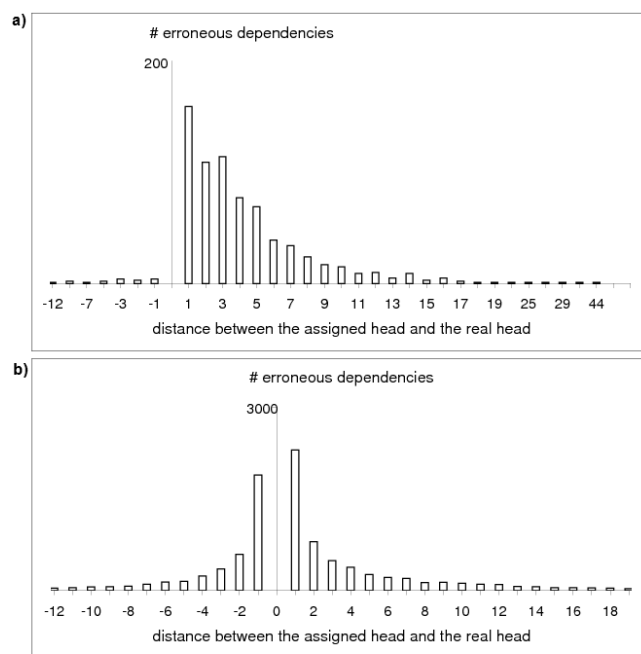 a)
# erroneous dependencies
200
-12 -7 -3 -1 1 3 5 7 9 11 13 15 17 19 25 29 44
distance between the assigned head and the real head
b)
# erroneous dependencies
3000
-12 -10 -8 -6 -4 -2 0 2 4 6 8 10 12 14 16 18
distance between the assigned head and the real head